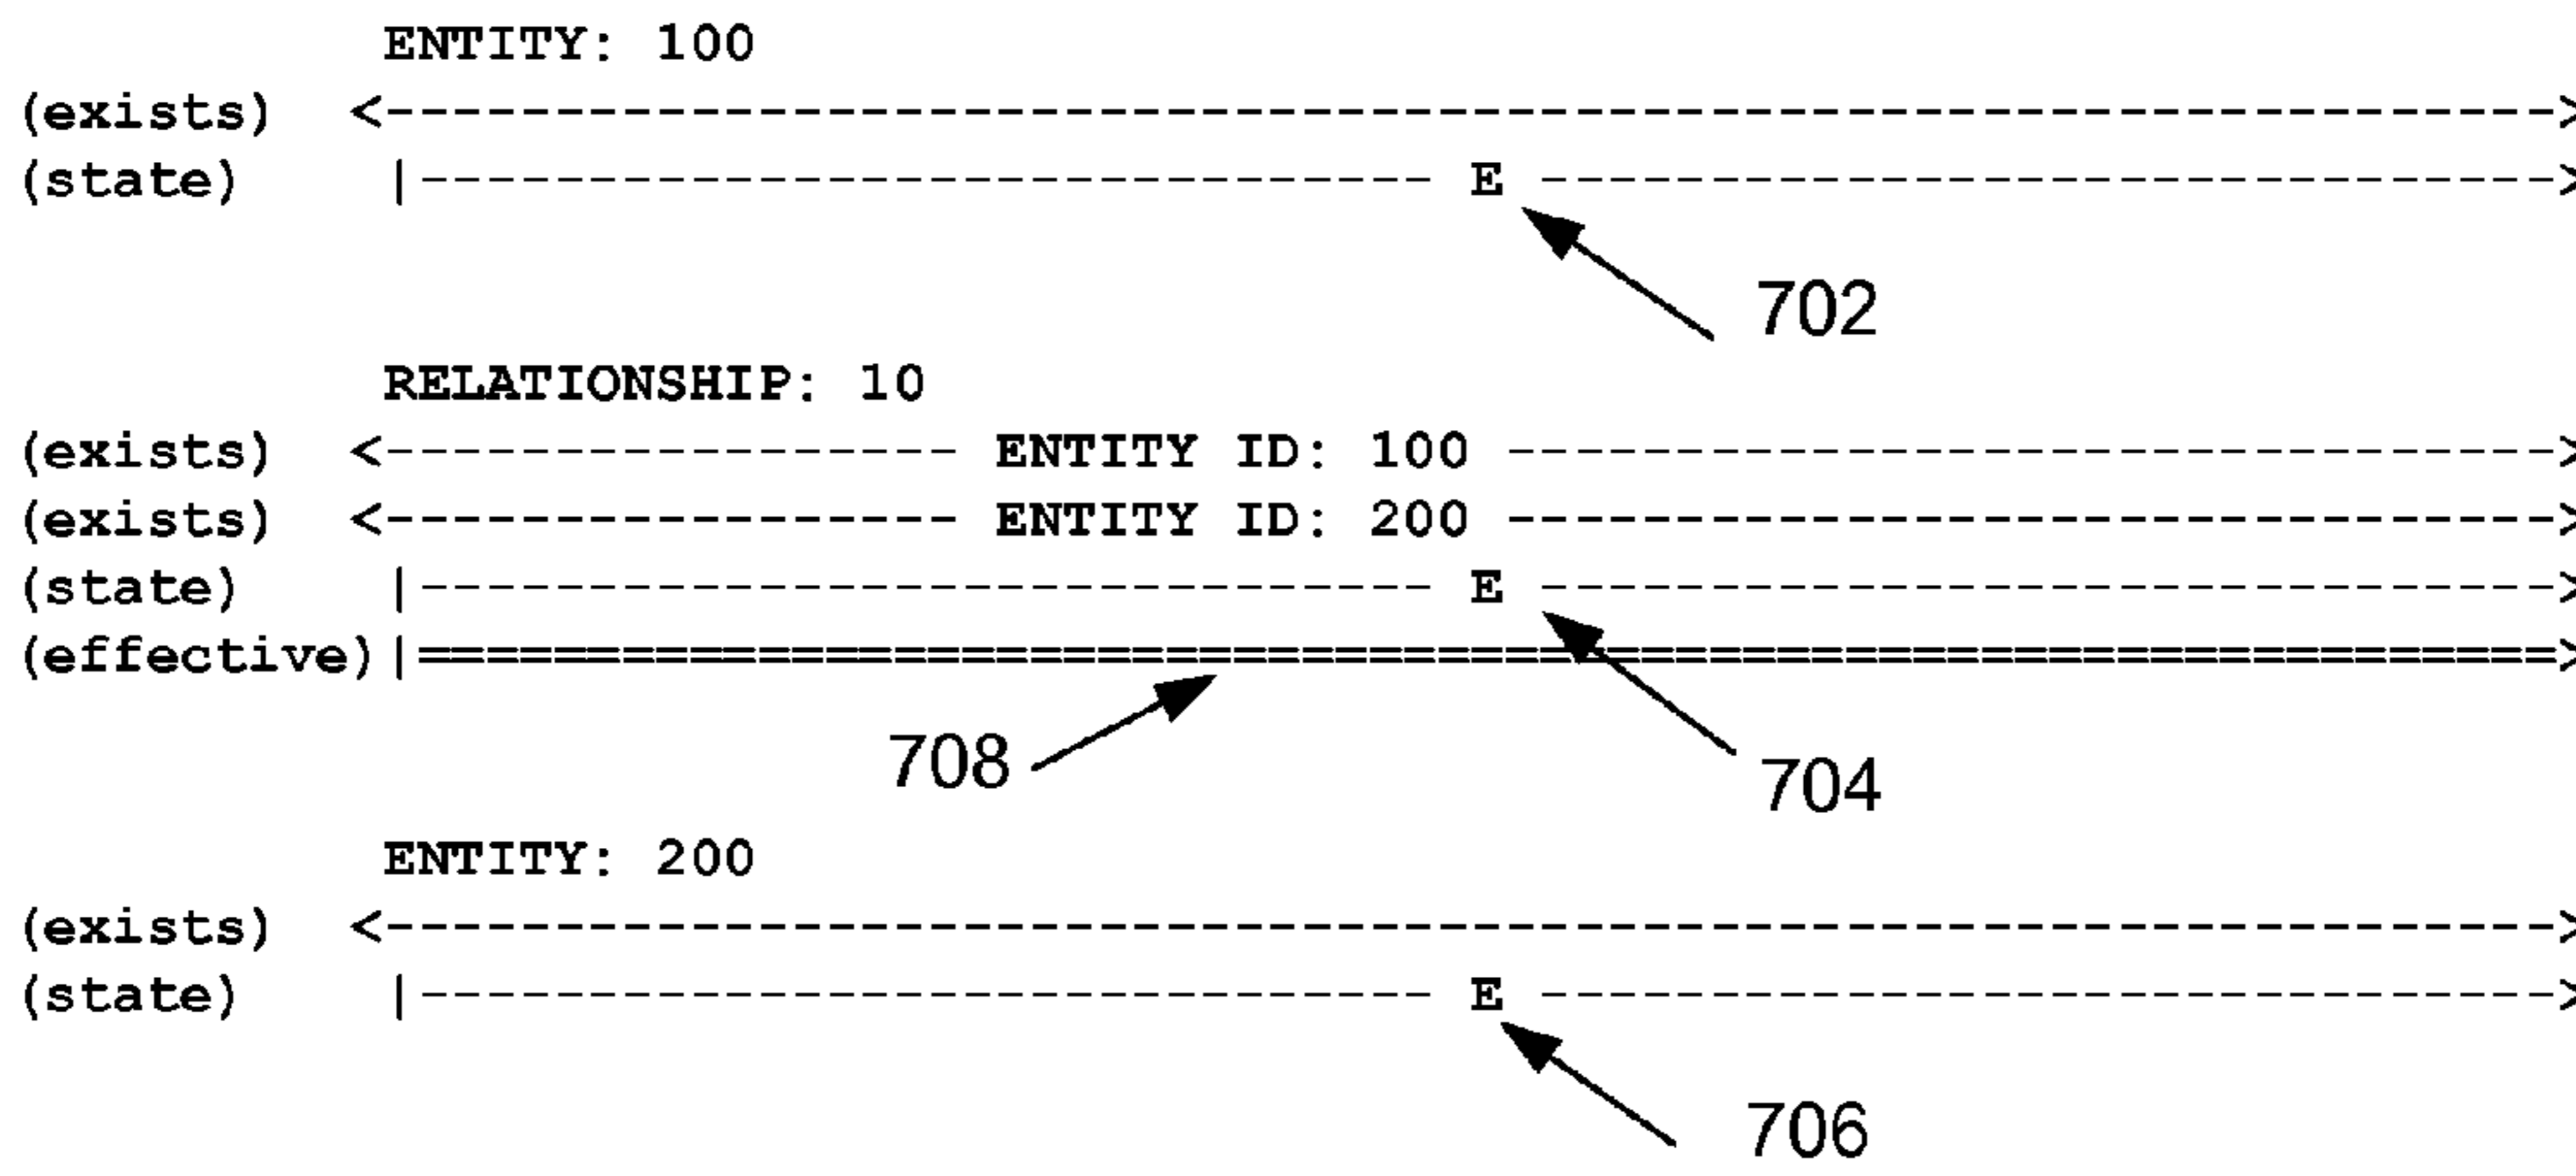 ENTITY: 100
(exists) <---------------------------------------------------------------->
(state) |------------------------------ E ------------------------------>
702
RELATIONSHIP: 10
(exists) <----------------- ENTITY ID: 100 ------------------------------->
(exists) <----------------- ENTITY ID: 200 ------------------------------->
(state) |------------------------------ E ------------------------------>
(effective)|===============================================================>
708
704
ENTITY: 200
(exists) <---------------------------------------------------------------->
(state) |------------------------------ E ------------------------------>
706